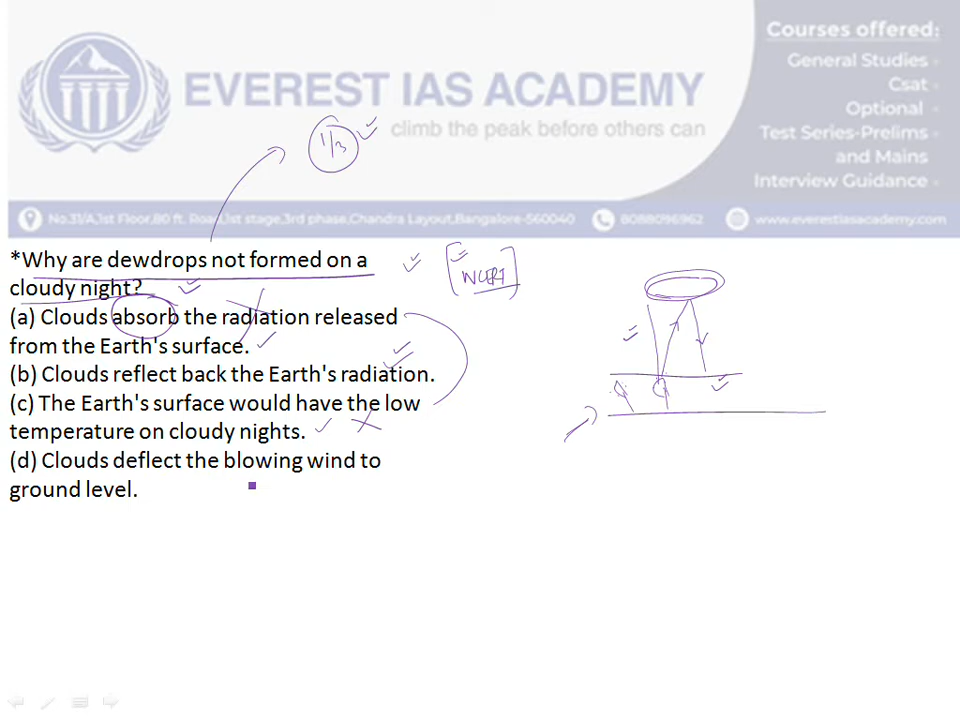 Courses offered:
General Studies
Csat
Optional
Test Series-Prelims
and Mains
Interview Guidance
EVEREST IAS ACADEMY
climb the peak before others can
1/3
No.31/A,1st Floor,80 ft. Road,1st stage,3rd phase,Chandra Layout,Bangalore-560040
8088096962
www.everestiasacademy.com
*Why are dewdrops not formed on a
cloudy night?
NCERT
(a) Clouds absorb the radiation released
from the Earth's surface.
(b) Clouds reflect back the Earth's radiation.
(c) The Earth's surface would have the low
temperature on cloudy nights.
(d) Clouds deflect the blowing wind to
ground level.